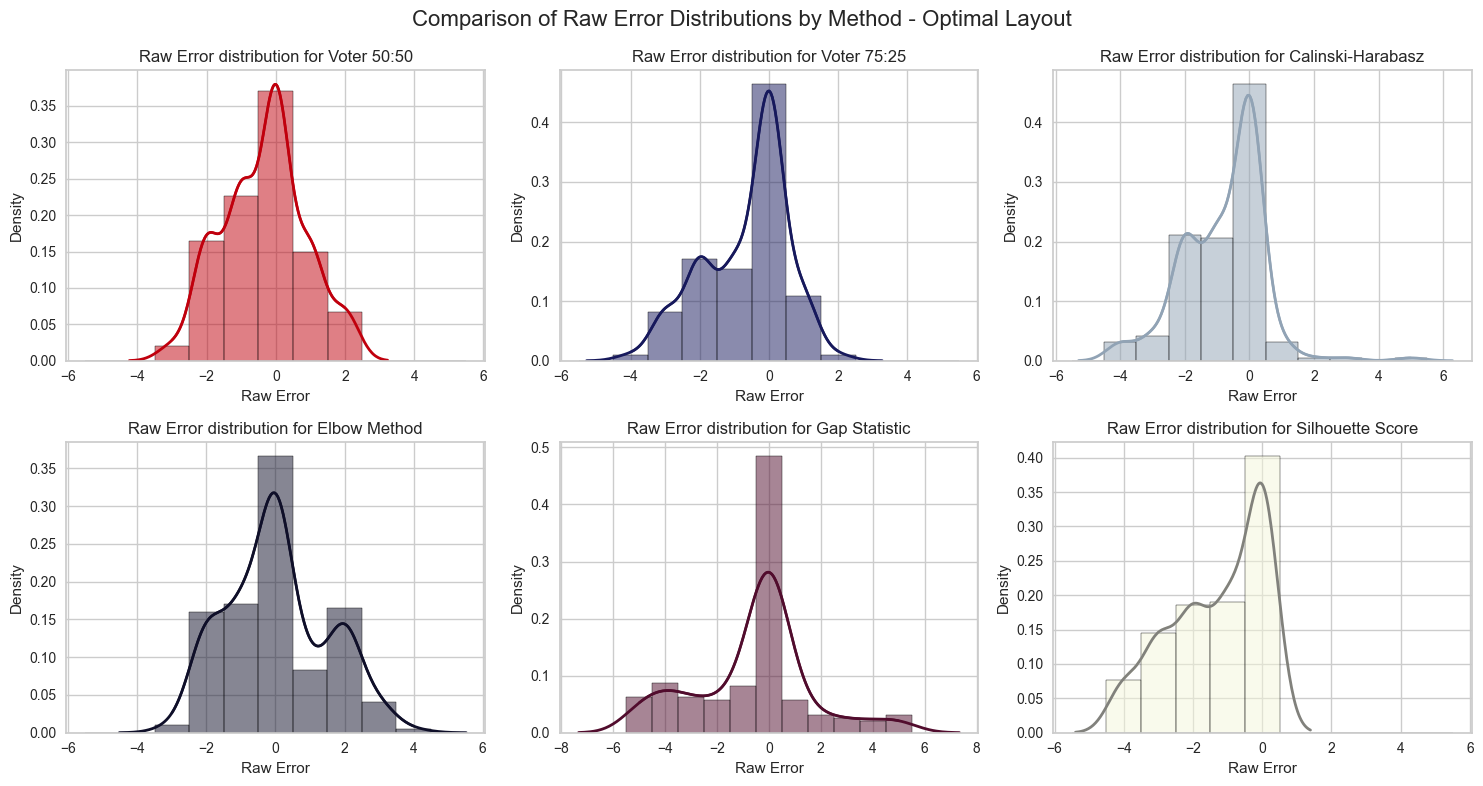 Comparison of Raw Error Distributions by Method - Optimal Layout
Raw Error distribution for Voter 50:50
Density
0.35
0.30
0.25
0.20
0.15
0.10
0.05
0.00
−6 −4 −2 0 2 4 6
Raw Error
Raw Error distribution for Voter 75:25
Density
0.4
0.3
0.2
0.1
0.0
−6 −4 −2 0 2 4 6
Raw Error
Raw Error distribution for Calinski-Harabasz
Density
0.4
0.3
0.2
0.1
0.0
−6 −4 −2 0 2 4 6
Raw Error
Raw Error distribution for Elbow Method
Density
0.35
0.30
0.25
0.20
0.15
0.10
0.05
0.00
−6 −4 −2 0 2 4 6
Raw Error
Raw Error distribution for Gap Statistic
Density
0.5
0.4
0.3
0.2
0.1
0.0
−8 −6 −4 −2 0 2 4 6 8
Raw Error
Raw Error distribution for Silhouette Score
Density
0.40
0.35
0.30
0.25
0.20
0.15
0.10
0.05
0.00
−6 −4 −2 0 2 4 6
Raw Error